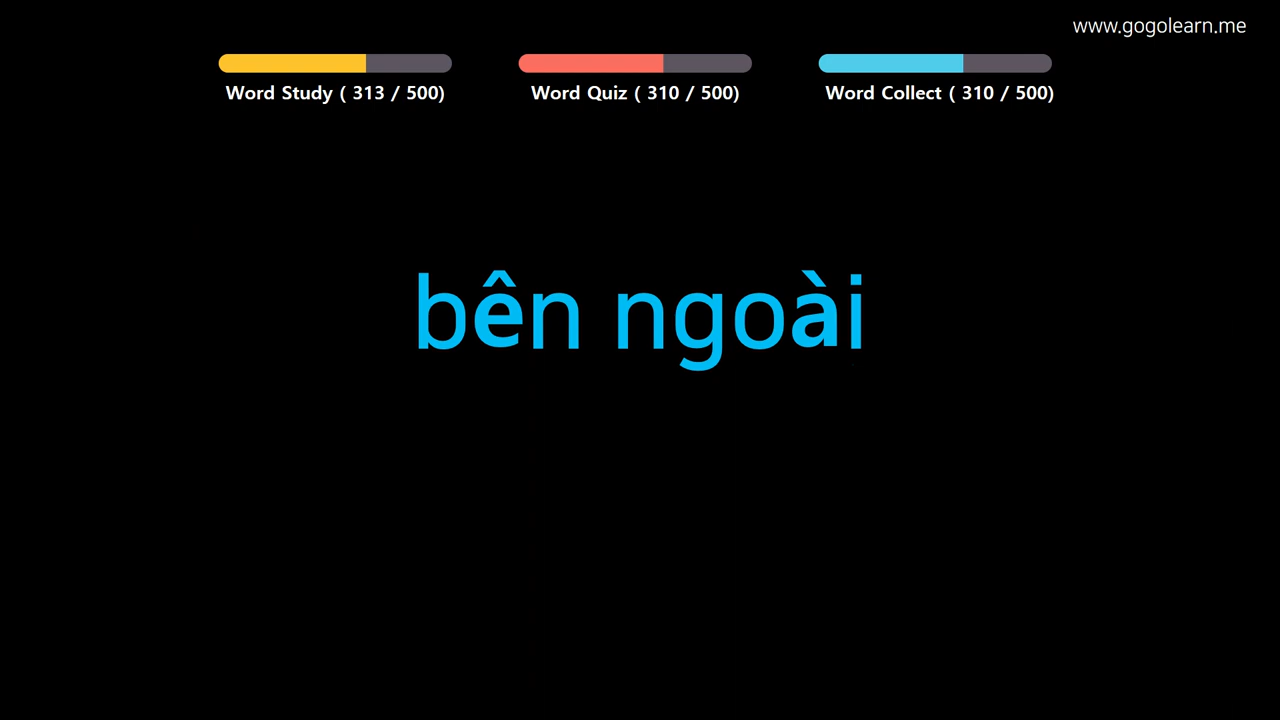 www.gogolearn.me
Word Study ( 313 / 500)
Word Quiz ( 310 / 500)
Word Collect ( 310 / 500)
bên ngoài